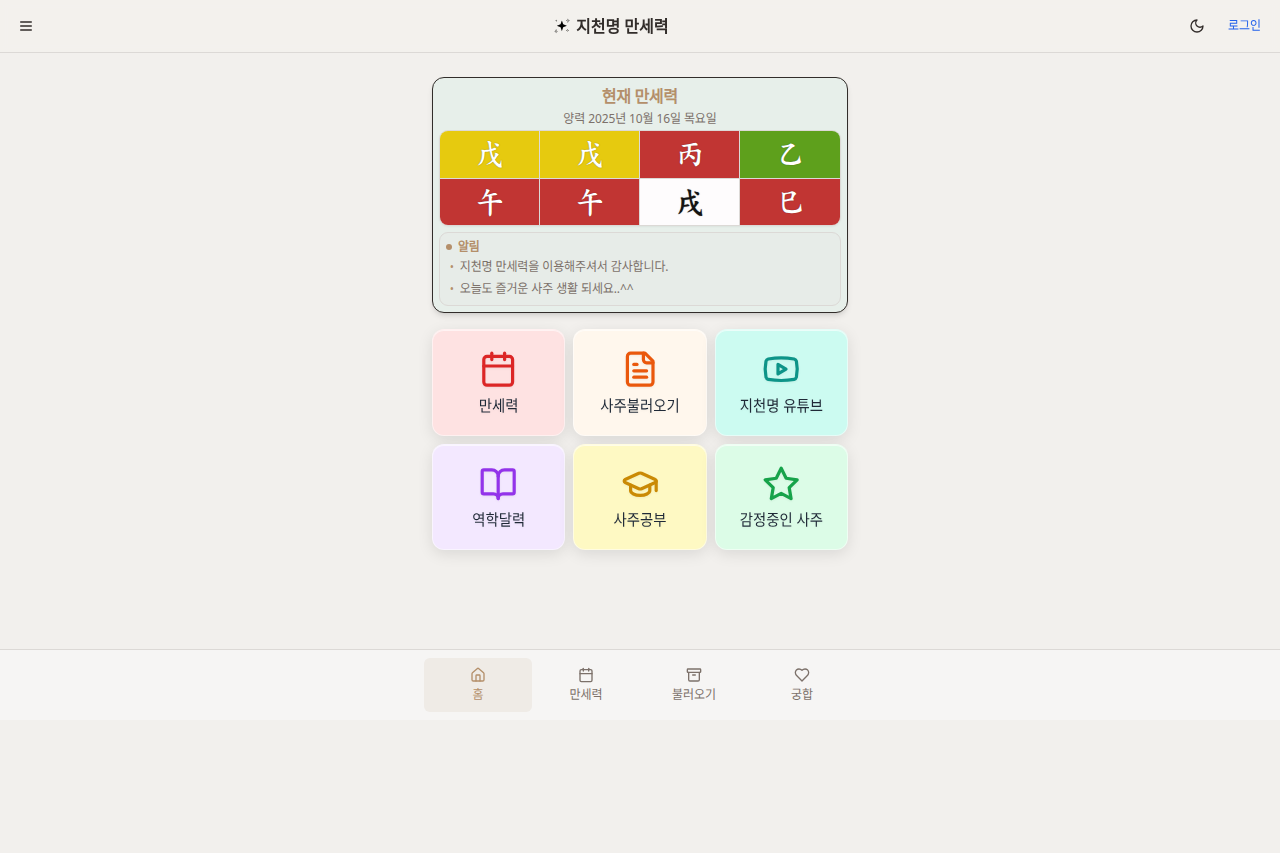 지천명 만세력
로그인
현재 만세력
양력 2025년 10월 16일 목요일
戊 戊 丙 乙
午 午 戌 巳
알림
• 지천명 만세력을 이용해주셔서 감사합니다.
• 오늘도 즐거운 사주 생활 되세요..^^
만세력 사주불러오기 지천명 유튜브
역학달력 사주공부 감정중인 사주
홈 만세력 불러오기 궁합